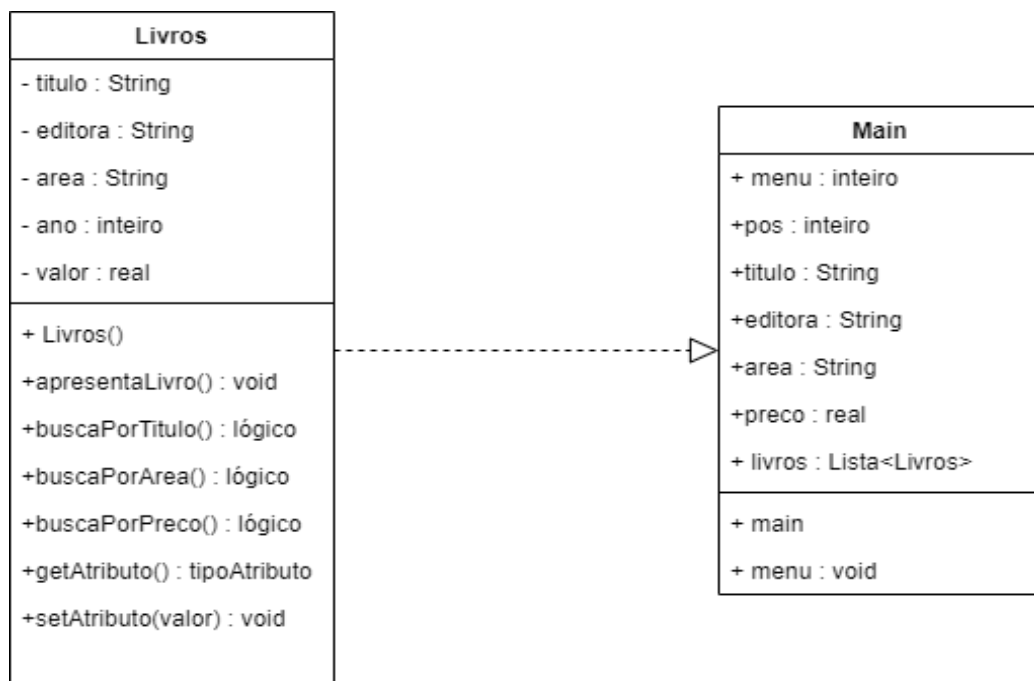 Livros
- titulo : String
- editora : String
- area : String
- ano : inteiro
- valor : real
+ Livros()
+apresentaLivro() : void
+buscaPorTitulo() : lógico
+buscaPorArea() : lógico
+buscaPorPreco() : lógico
+getAtributo() : tipoAtributo
+setAtributo(valor) : void
Main
+ menu : inteiro
+pos : inteiro
+titulo : String
+editora : String
+area : String
+preco : real
+ livros : Lista<Livros>
+ main
+ menu : void